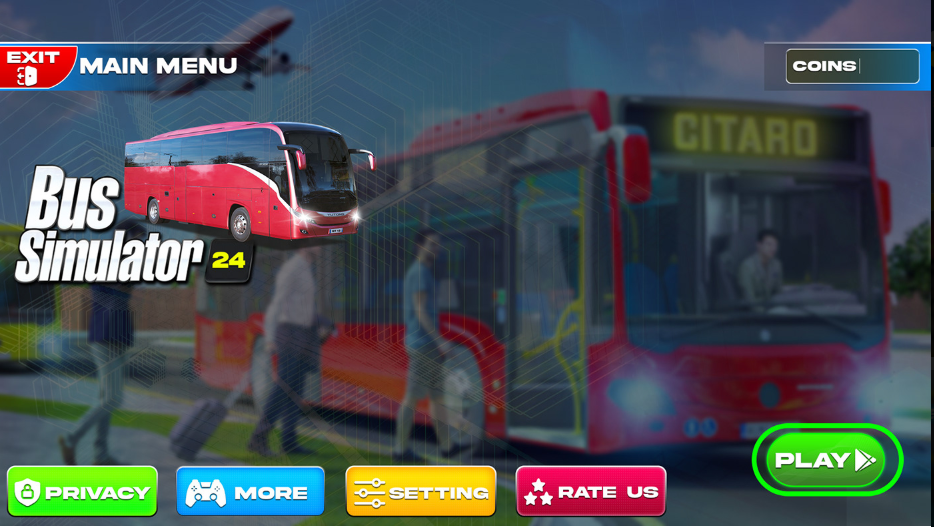 EXIT
MAIN MENU
COINS
CITARO
Bus
Simulator
24
PRIVACY
MORE
SETTING
RATE US
PLAY